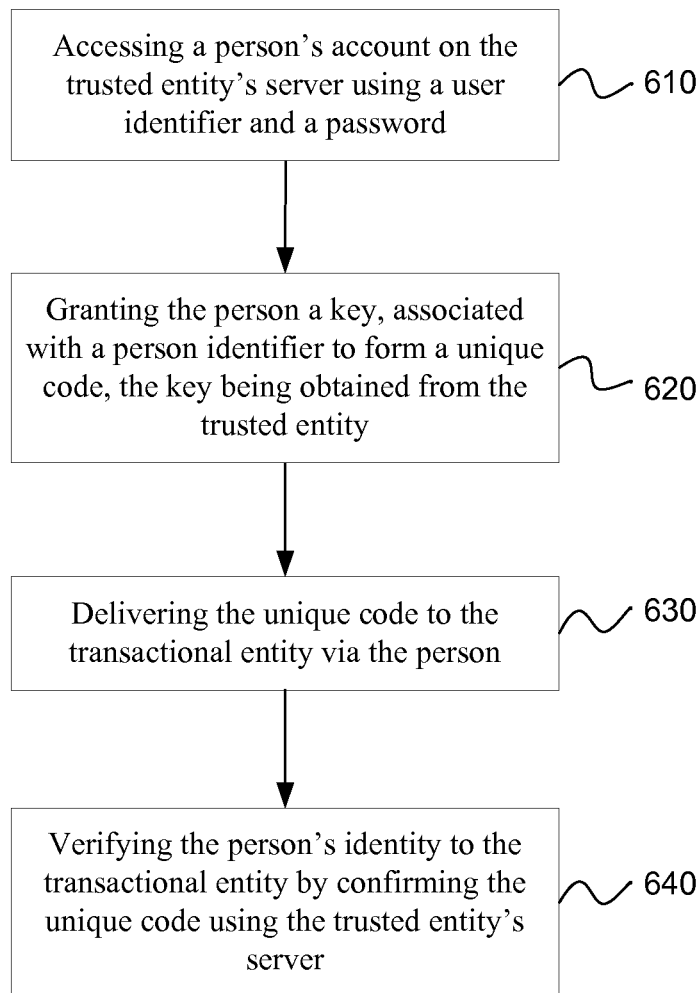 Accessing a person's account on the
trusted entity's server using a user
identifier and a password
610
Granting the person a key, associated
with a person identifier to form a unique
code, the key being obtained from the
trusted entity
620
Delivering the unique code to the
transactional entity via the person
630
Verifying the person's identity to the
transactional entity by confirming the
unique code using the trusted entity's
server
640